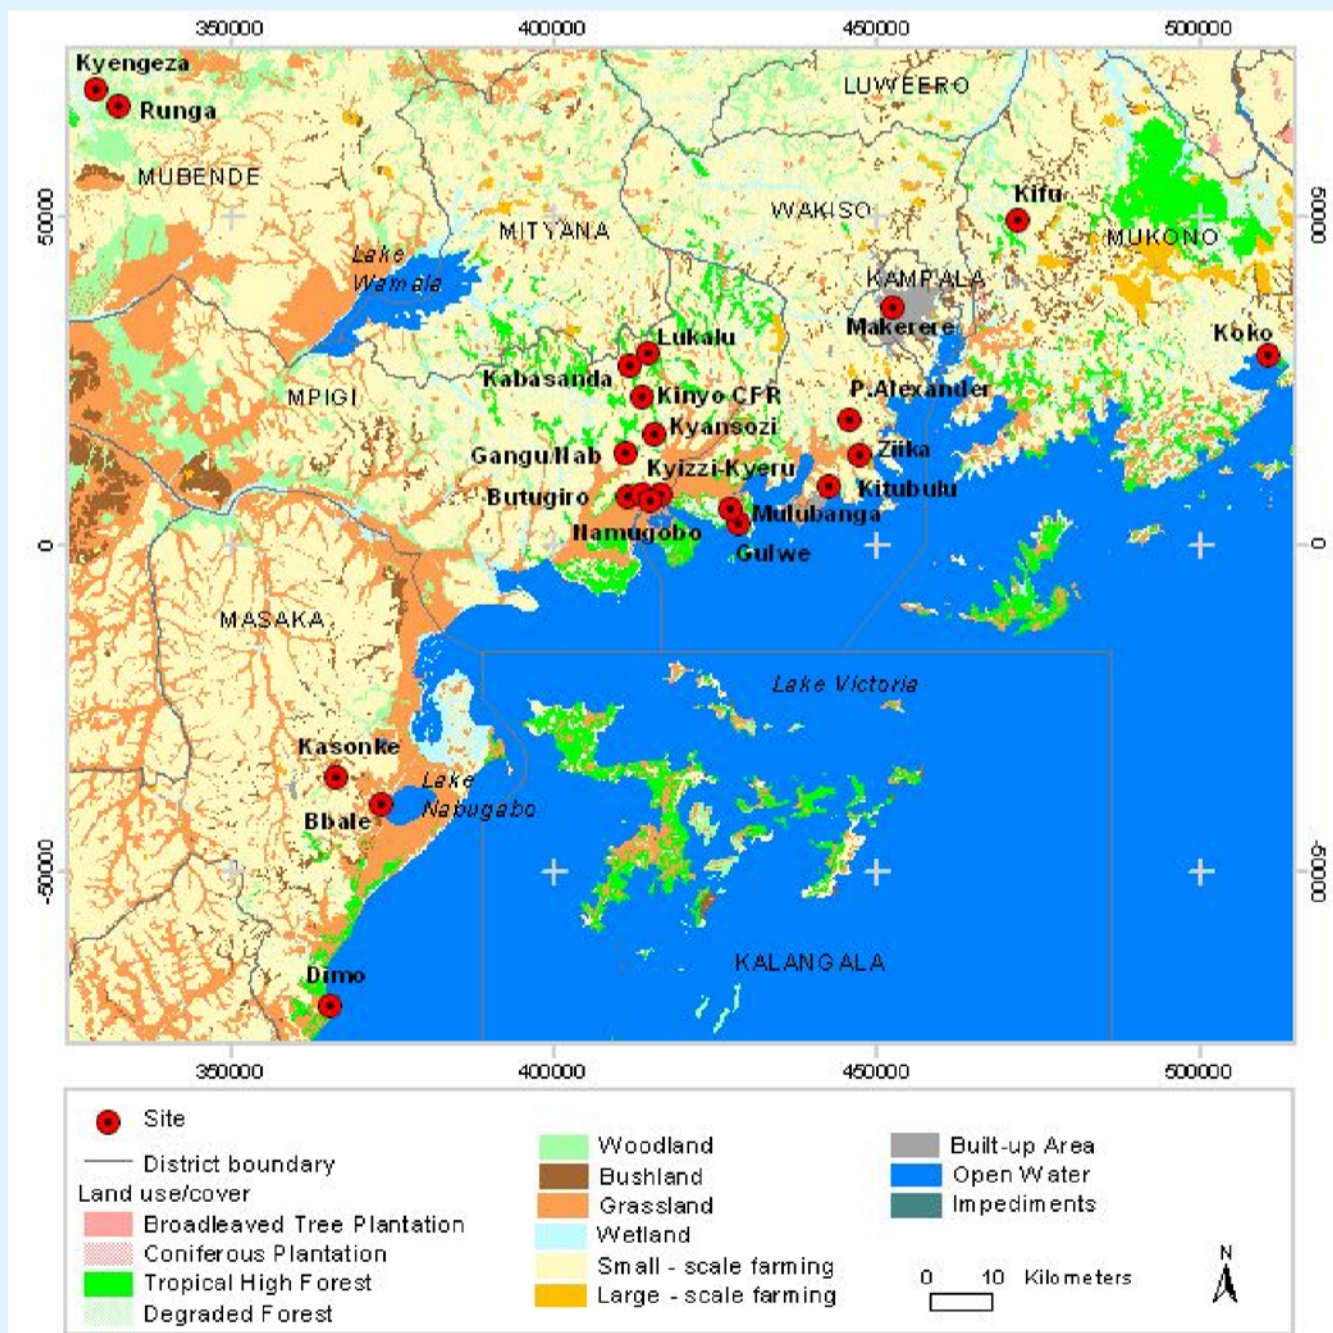 350000 400000 450000 500000
Kyengeza
Runga
LUWEERO
MUBENDE
Kifu
50000
WAKISO
50000
MITYANA
MUKONO
Lake
Wamala
KAMPALA
Makerere
Koko
Lukalu
Kabasanda
P.Alexander
MPIGI
Kinyo CFR
Kyansozi
Ziika
Gangu/Nab
Kyizzi-Kyeru
Kitubulu
Butugiro
Mulubanga
Namugobo
Gulwe
0
0
MASAKA
Lake Victoria
Kasonke
Lake
Nabugabo
Bbale
-50000
-50000
KALANGALA
Dimo
350000 400000 450000 500000
Site
District boundary
Land use/cover
Broadleaved Tree Plantation
Coniferous Plantation
Tropical High Forest
Degraded Forest
Woodland
Bushland
Grassland
Wetland
Small - scale farming
Large - scale farming
Built-up Area
Open Water
Impediments
N
0 10 Kilometers